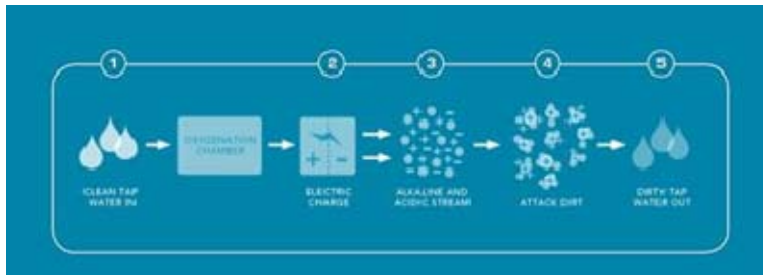 1 2 3 4 5
OXYGENATION
CHAMBER
+ -
CLEAN TAP
WATER IN
ELECTRIC
CHARGE
ALKALINE AND
ACIDIC STREAM
ATTACK DIRT
DIRTY TAP
WATER OUT